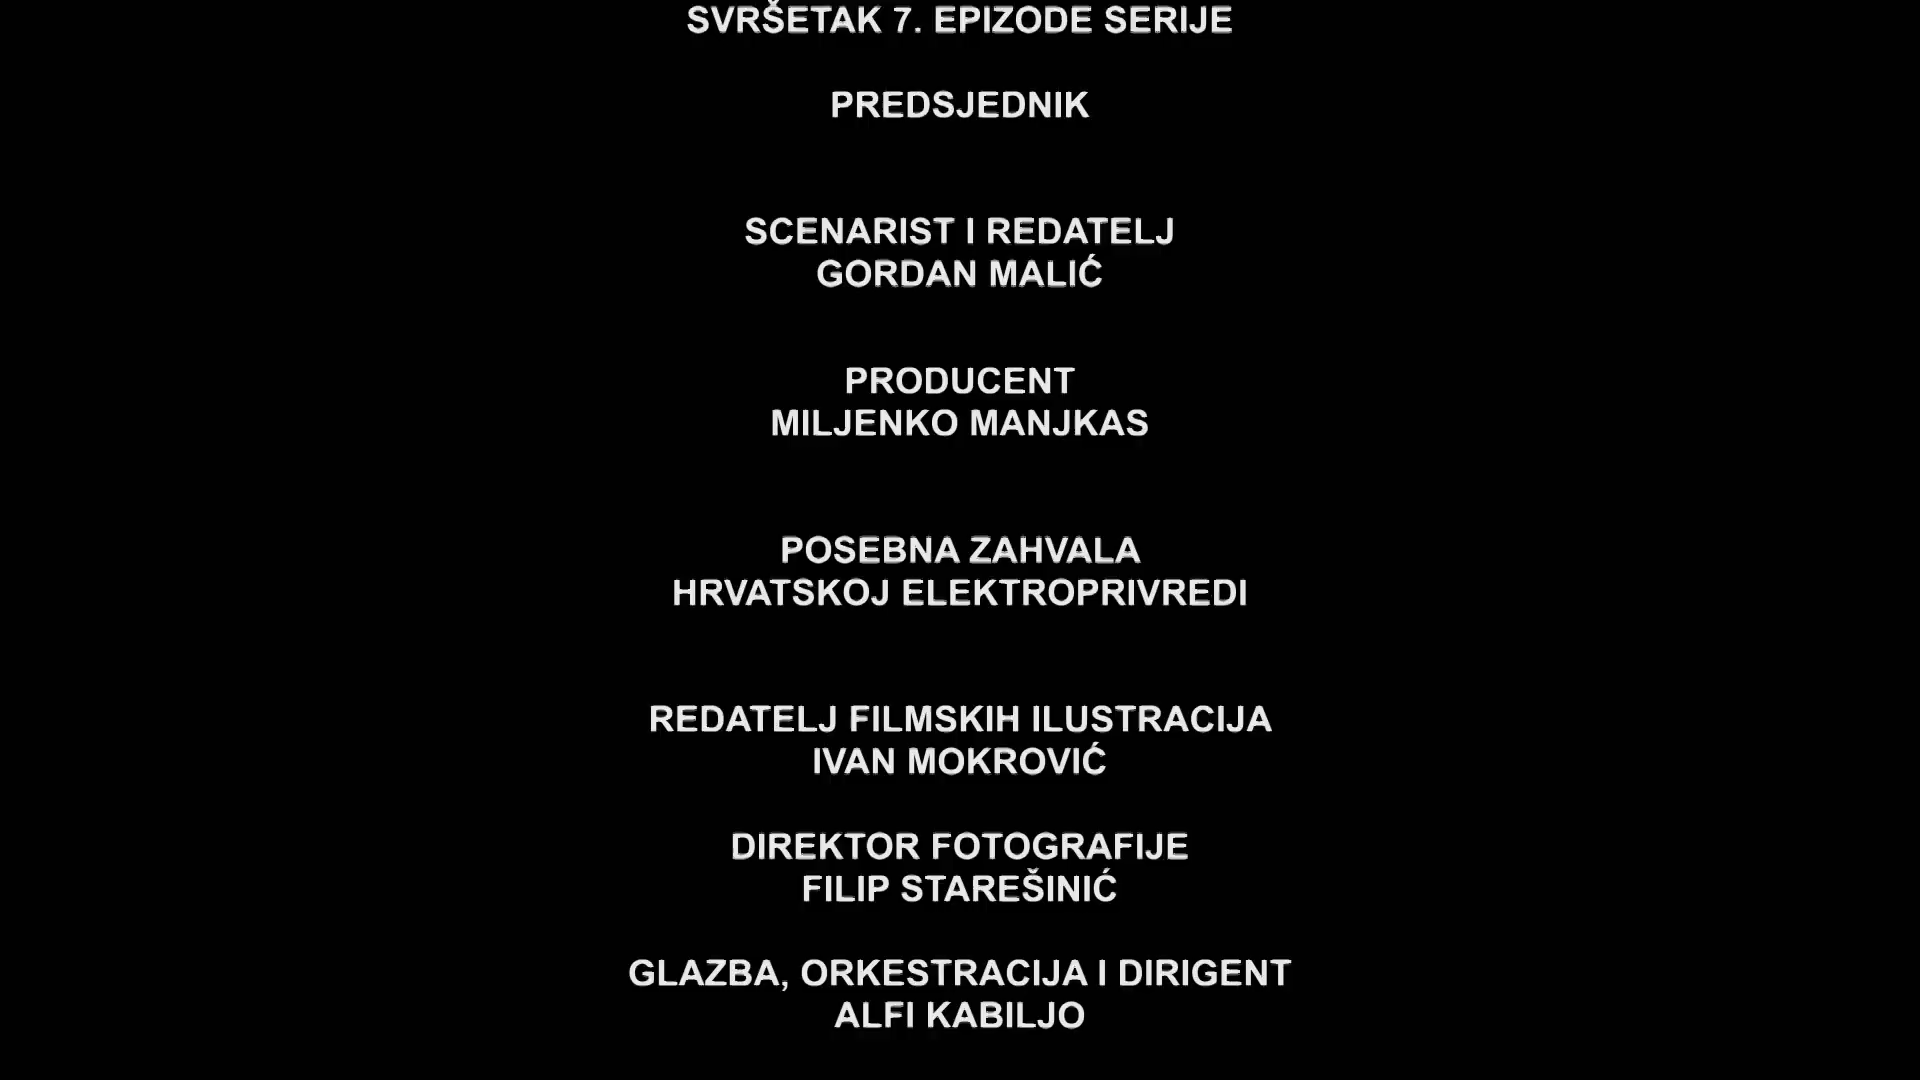 SVRŠETAK 7. EPIZODE SERIJE
PREDSJEDNIK
SCENARIST I REDATELJ
GORDAN MALIĆ
PRODUCENT
MILJENKO MANJKAS
POSEBNA ZAHVALA
HRVATSKOJ ELEKTROPRIVREDI
REDATELJ FILMSKIH ILUSTRACIJA
IVAN MOKROVIĆ
DIREKTOR FOTOGRAFIJE
FILIP STAREŠINIĆ
GLAZBA, ORKESTRACIJA I DIRIGENT
ALFI KABILJO